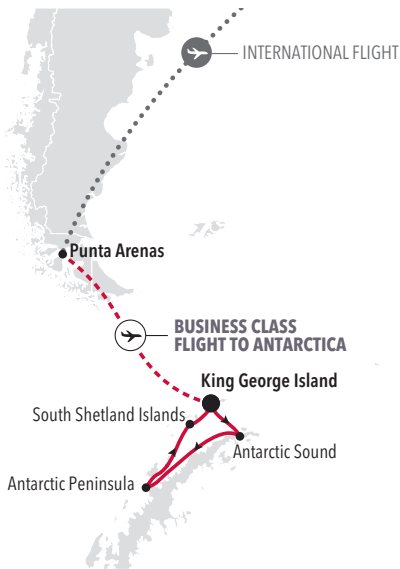 INTERNATIONAL FLIGHT
Punta Arenas
BUSINESS CLASS
FLIGHT TO ANTARCTICA
King George Island
South Shetland Islands
Antarctic Sound
Antarctic Peninsula